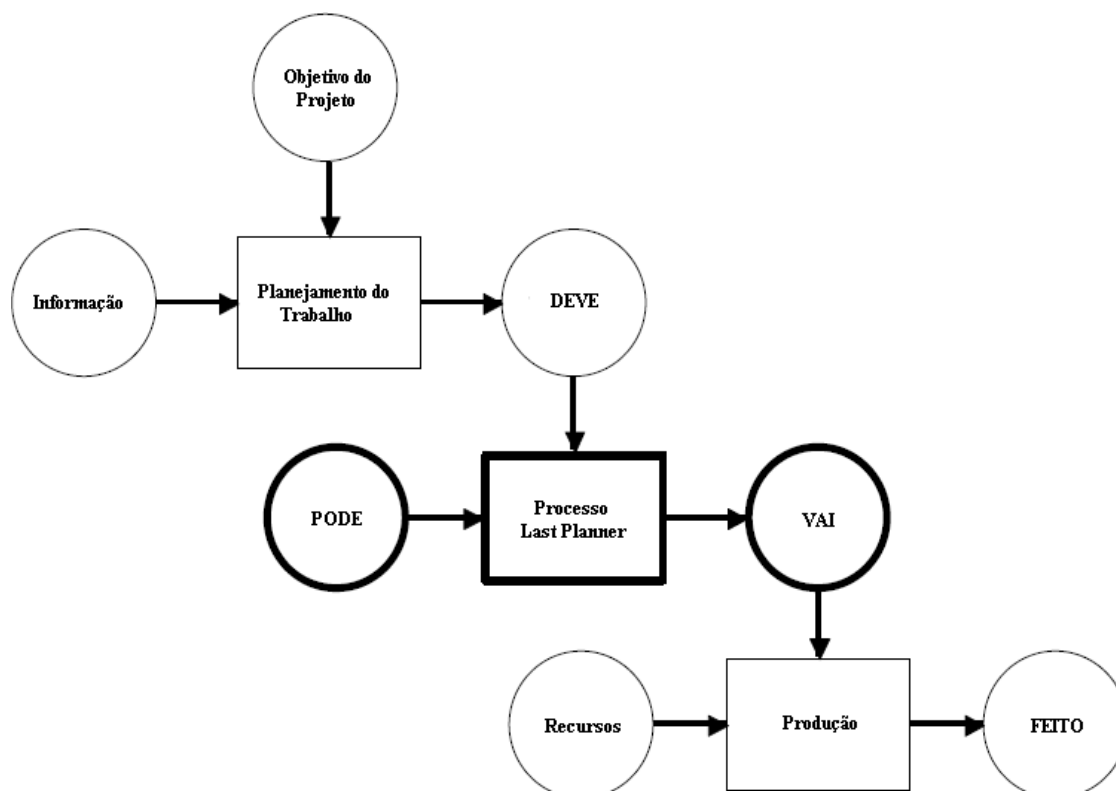 Objetivo do
Projeto
Informação
Planejamento do
Trabalho
DEVE
PODE
Processo
Last Planner
VAI
Recursos
Produção
FEITO